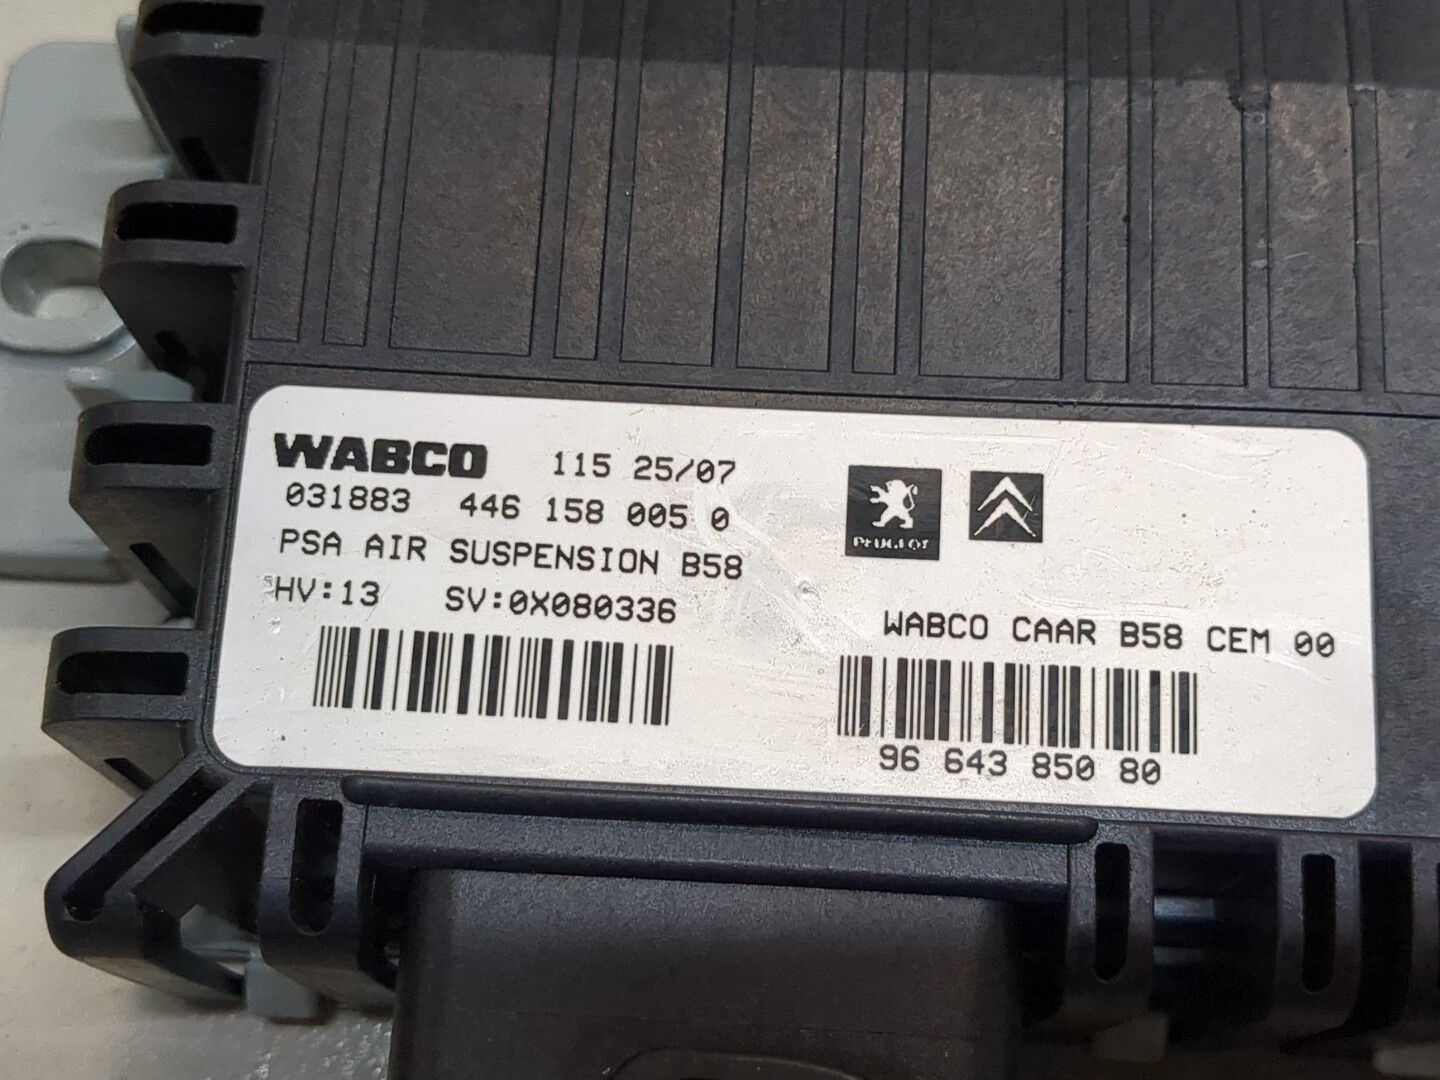 WABCO 115 25/07
031883 446 158 005 0
PSA AIR SUSPENSION B58
HV:13 SV:0X080336
PEUGEOT
WABCO CAAR B58 CEM 00
96 643 850 80